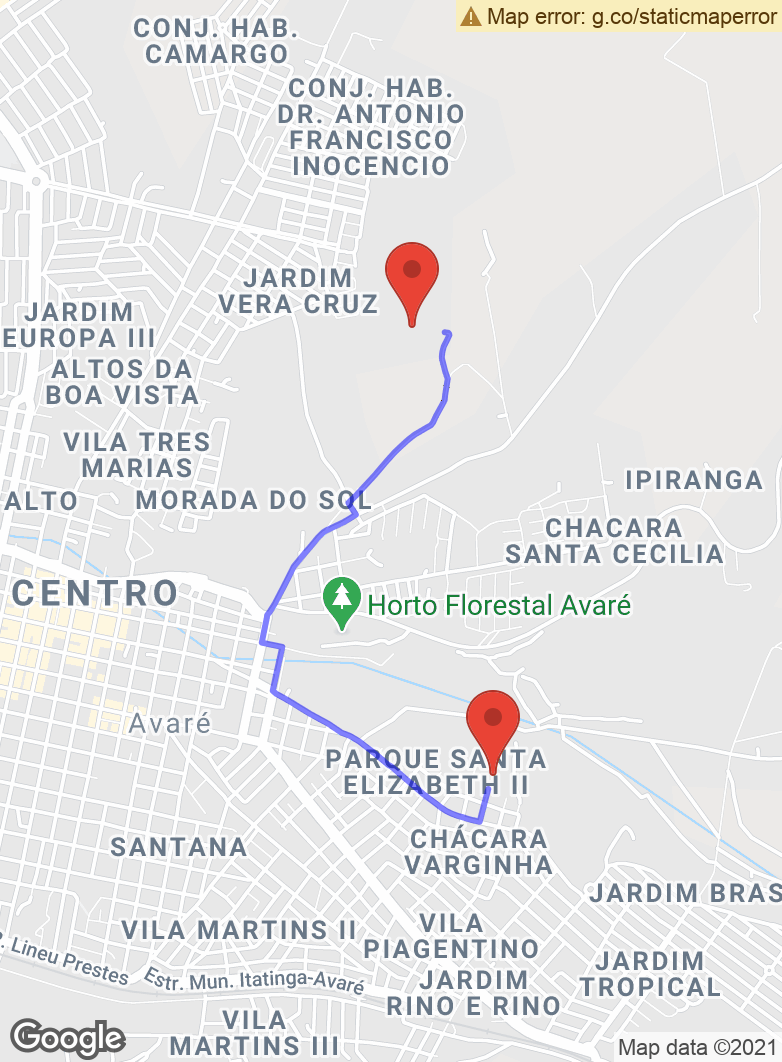 Map error: g.co/staticmaperror
CONJ. HAB.
CAMARGO
CONJ. HAB.
DR. ANTONIO
FRANCISCO
INOCENCIO
JARDIM
VERA CRUZ
JARDIM
EUROPA III
ALTOS DA
BOA VISTA
VILA TRES
MARIAS
IPIRANGA
ALTO
MORADA DO SOL
CHACARA
SANTA CECILIA
CENTRO
Horto Florestal Avaré
Avaré
PARQUE SANTA
ELIZABETH II
CHÁCARA
VARGINHA
SANTANA
JARDIM BRAS
VILA MARTINS II
VILA
PIAGENTINO
. Lineu Prestes
Estr. Mun. Itatinga-Avaré
JARDIM
TROPICAL
JARDIM
RINO E RINO
VILA
MARTINS III
Google
Map data ©2021